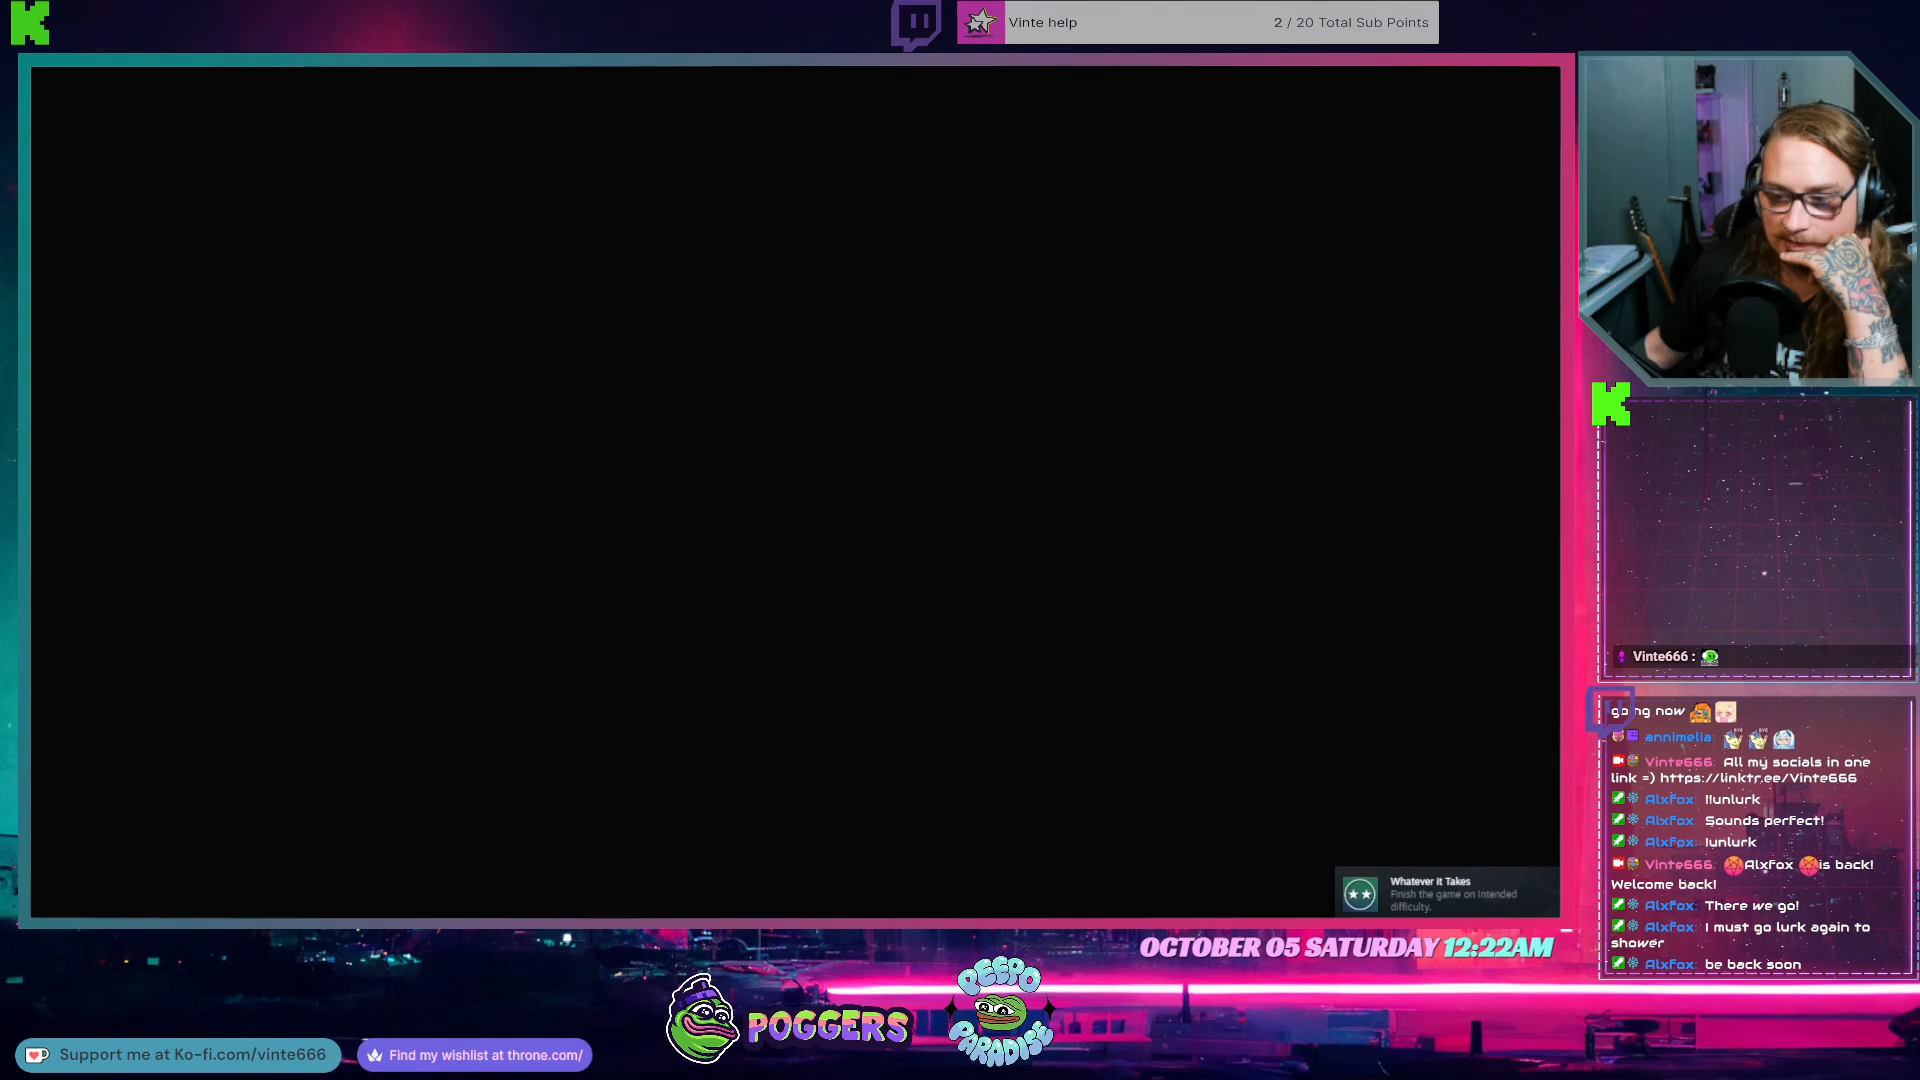 Vinte help
2 / 20 Total Sub Points
Whatever It Takes
Finish the game on Intended
difficulty.
Vinte666 :
going now
annimelia:
Vinte666: All my socials in one
link =) https://linktr.ee/Vinte666
Alxfox: !!unlurk
Alxfox: Sounds perfect!
Alxfox: !unlurk
Vinte666: Alxfox is back!
Welcome back!
Alxfox: There we go!
Alxfox: I must go lurk again to
shower
Alxfox: be back soon
OCTOBER 05 SATURDAY 12:22AM
POGGERS
PEEPO
PARADISE
Support me at Ko-fi.com/vinte666
Find my wishlist at throne.com/